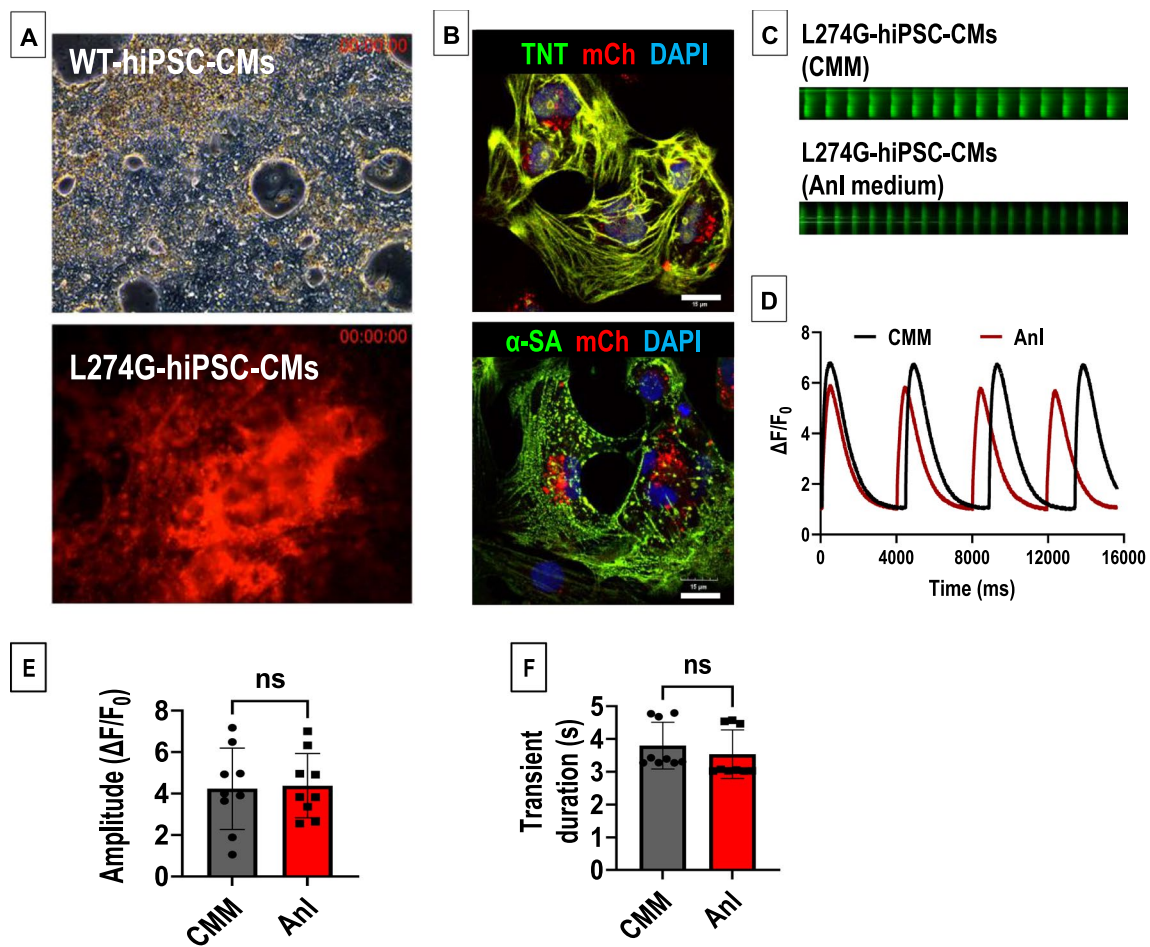 A
WT-hiPSC-CMs
00:00:00
L274G-hiPSC-CMs
00:00:00
B
TNT mCh DAPI
15 µm
α-SA mCh DAPI
15 µm
C
L274G-hiPSC-CMs
(CMM)
L274G-hiPSC-CMs
(AnI medium)
D
CMM AnI
ΔF/F0
8
6
4
2
0
0 4000 8000 12000 16000
Time (ms)
E
ns
Amplitude (ΔF/F0)
8
6
4
2
0
CMM AnI
F
ns
Transient
duration (s)
5
4
3
2
1
0
CMM AnI